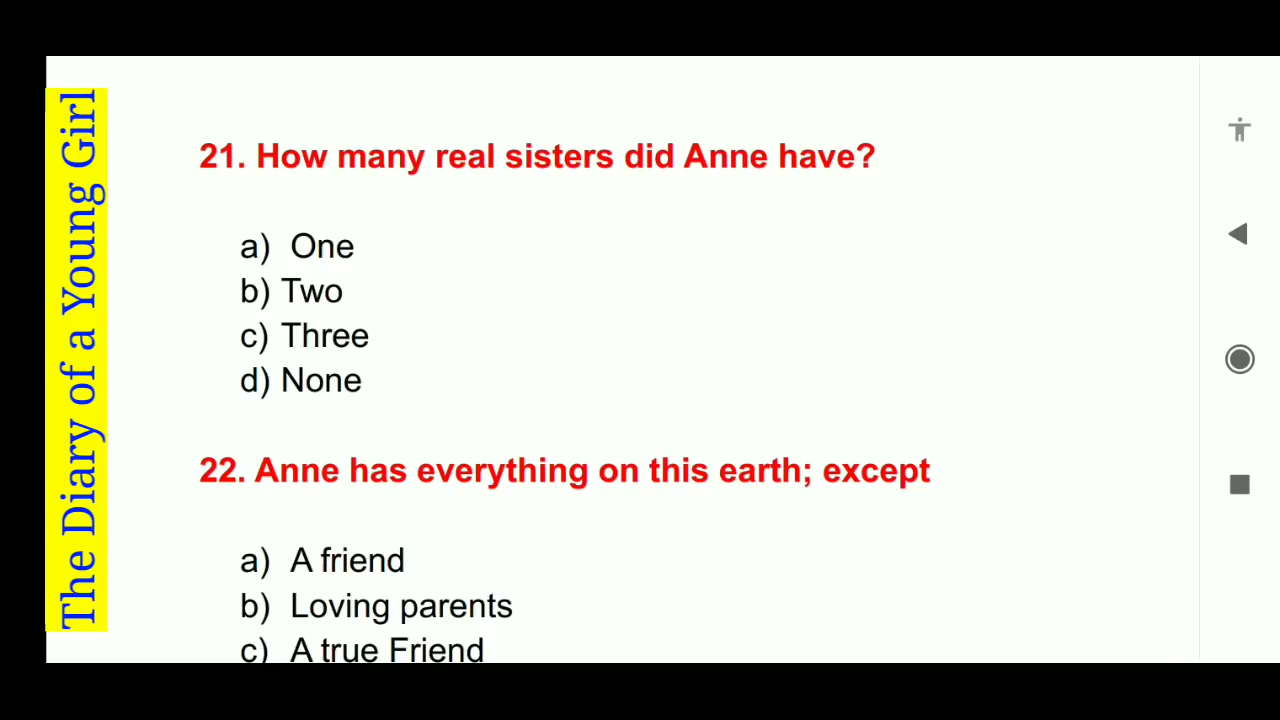 The Diary of a Young Girl
21. How many real sisters did Anne have?
a) One
b) Two
c) Three
d) None
22. Anne has everything on this earth; except
a) A friend
b) Loving parents
c) A true Friend